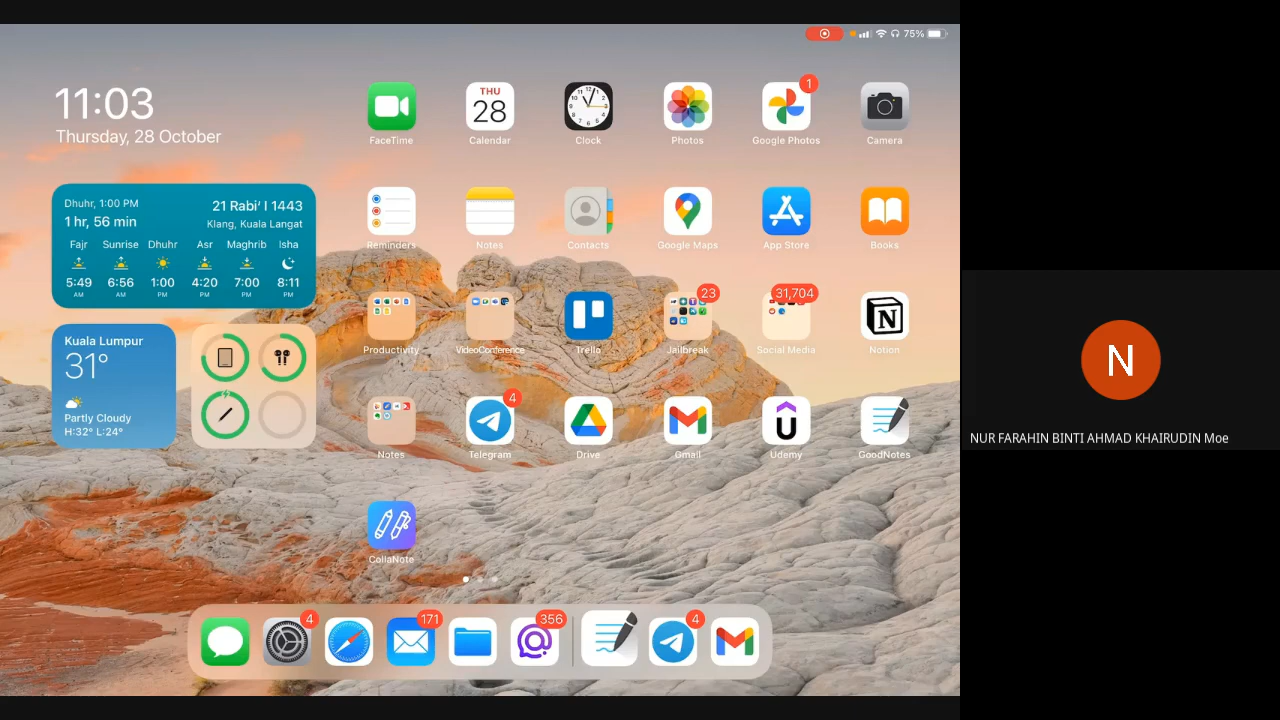 75%
11:03
Thursday, 28 October
Dhuhr, 1:00 PM
21 Rabi' I 1443
1 hr, 56 min
Klang, Kuala Langat
Fajr Sunrise Dhuhr Asr Maghrib Isha
5:49 6:56 1:00 4:20 7:00 8:11
AM AM PM PM PM PM
Kuala Lumpur
31°
Partly Cloudy
H:32° L:24°
THU
28
1
FaceTime Calendar Clock Photos Google Photos Camera
Reminders Notes Contacts Google Maps App Store Books
23
31,704
Productivity VideoConference Trello Jailbreak Social Media Notion
4
Notes Telegram Drive Gmail Udemy GoodNotes
CollaNote
4 171 356 4
N
NUR FARAHIN BINTI AHMAD KHAIRUDIN Moe